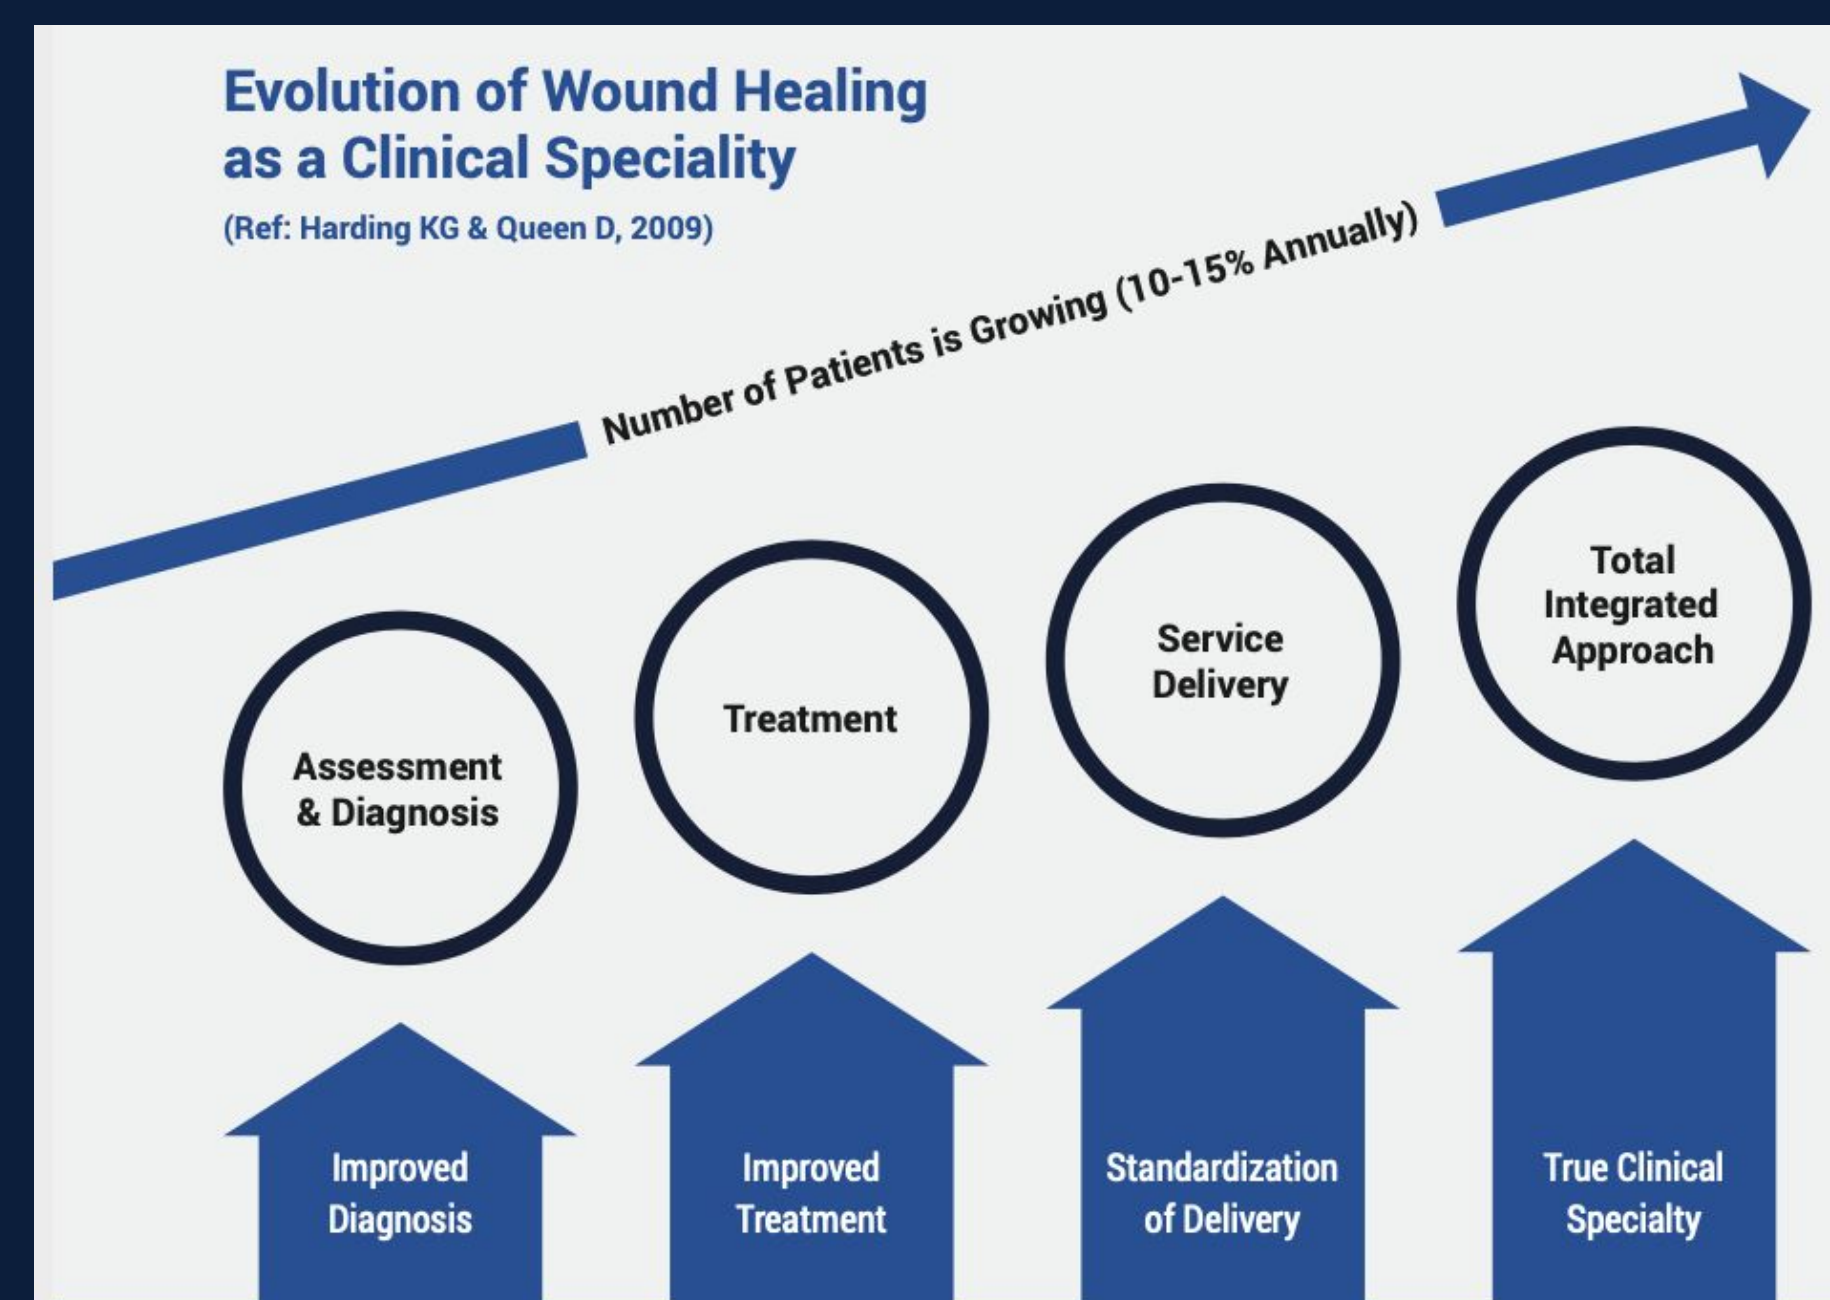 Evolution of Wound Healing
as a Clinical Speciality
(Ref: Harding KG & Queen D, 2009)
Number of Patients is Growing (10-15% Annually)
Assessment
& Diagnosis
Treatment
Service
Delivery
Total
Integrated
Approach
Improved
Diagnosis
Improved
Treatment
Standardization
of Delivery
True Clinical
Specialty